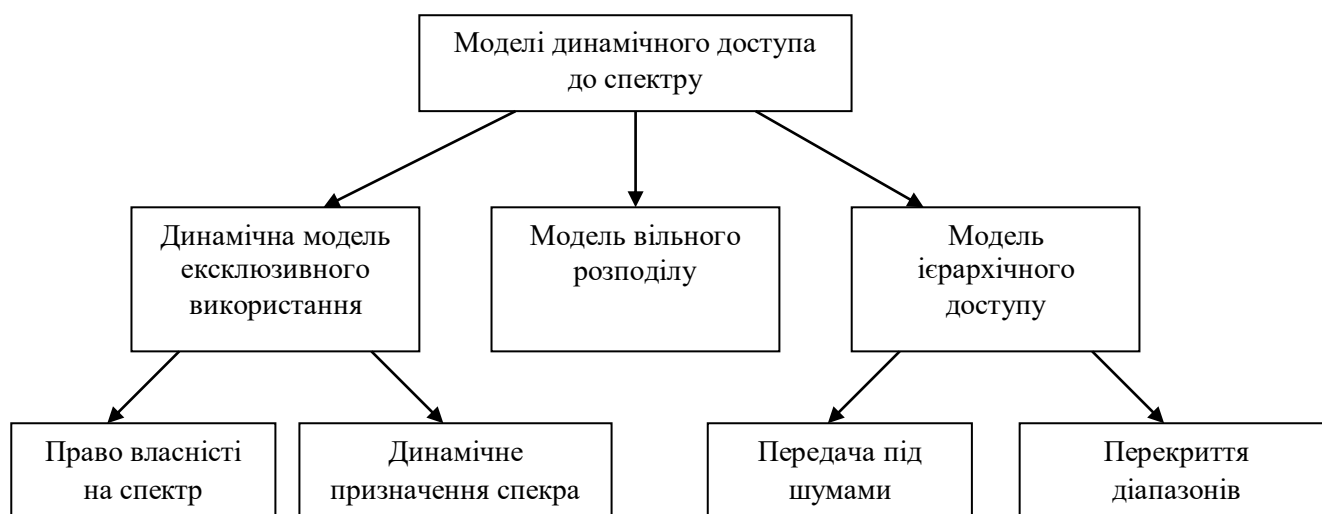 Моделі динамічного доступа
до спектру
Динамічна модель
ексклюзивного
використання
Модель вільного
розподілу
Модель
ієрархічного
доступу
Право власністі
на спектр
Динамічне
призначення спекра
Передача під
шумами
Перекриття
діапазонів